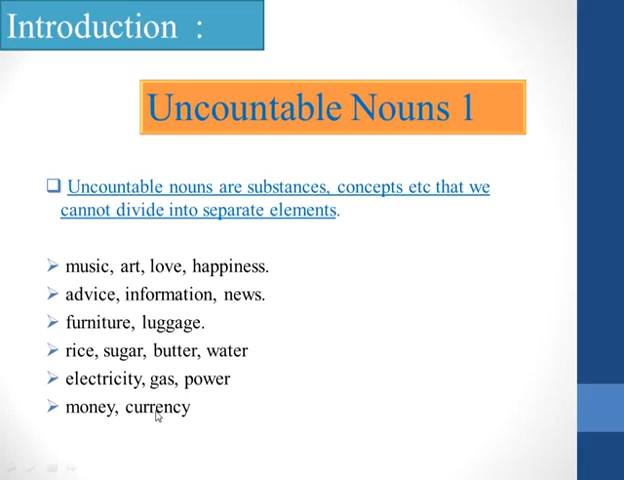 Introduction :
Uncountable Nouns 1
Uncountable nouns are substances, concepts etc that we
cannot divide into separate elements.
music, art, love, happiness.
advice, information, news.
furniture, luggage.
rice, sugar, butter, water
electricity, gas, power
money, currency